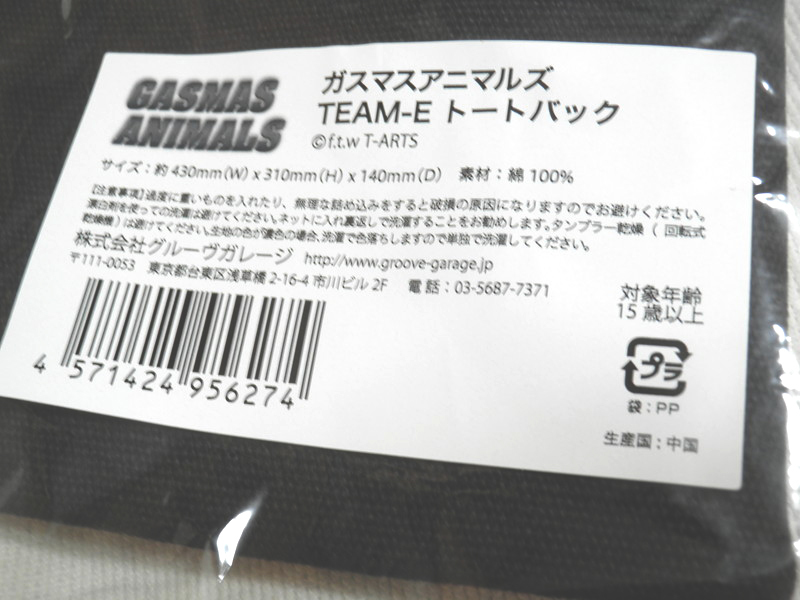 GASMAS
ANIMALS
ガスマスアニマルズ
TEAM-E トートバック
©f.t.w T-ARTS
サイズ：約 430mm(W) x 310mm(H) x 140mm(D)　素材：綿 100%
【注意事項】過度に重いものを入れたり、無理な詰め込みをすると破損の原因になりますのでお避けください。
漂白剤を使っての洗濯は避けてください。ネットに入れ裏返しで洗濯することをお勧めします。タンブラー乾燥（ 回転式
乾燥機）は避けてください。生地の色が濃色の場合、洗濯で色落ちしますので単独で洗濯してください。
株式会社グルーヴガレージ　http://www.groove-garage.jp
〒111-0053　東京都台東区浅草橋 2-16-4 市川ビル 2F　電話：03-5687-7371
対象年齢
15 歳以上
4 571424 956274
プラ
袋：PP
生産国：中国